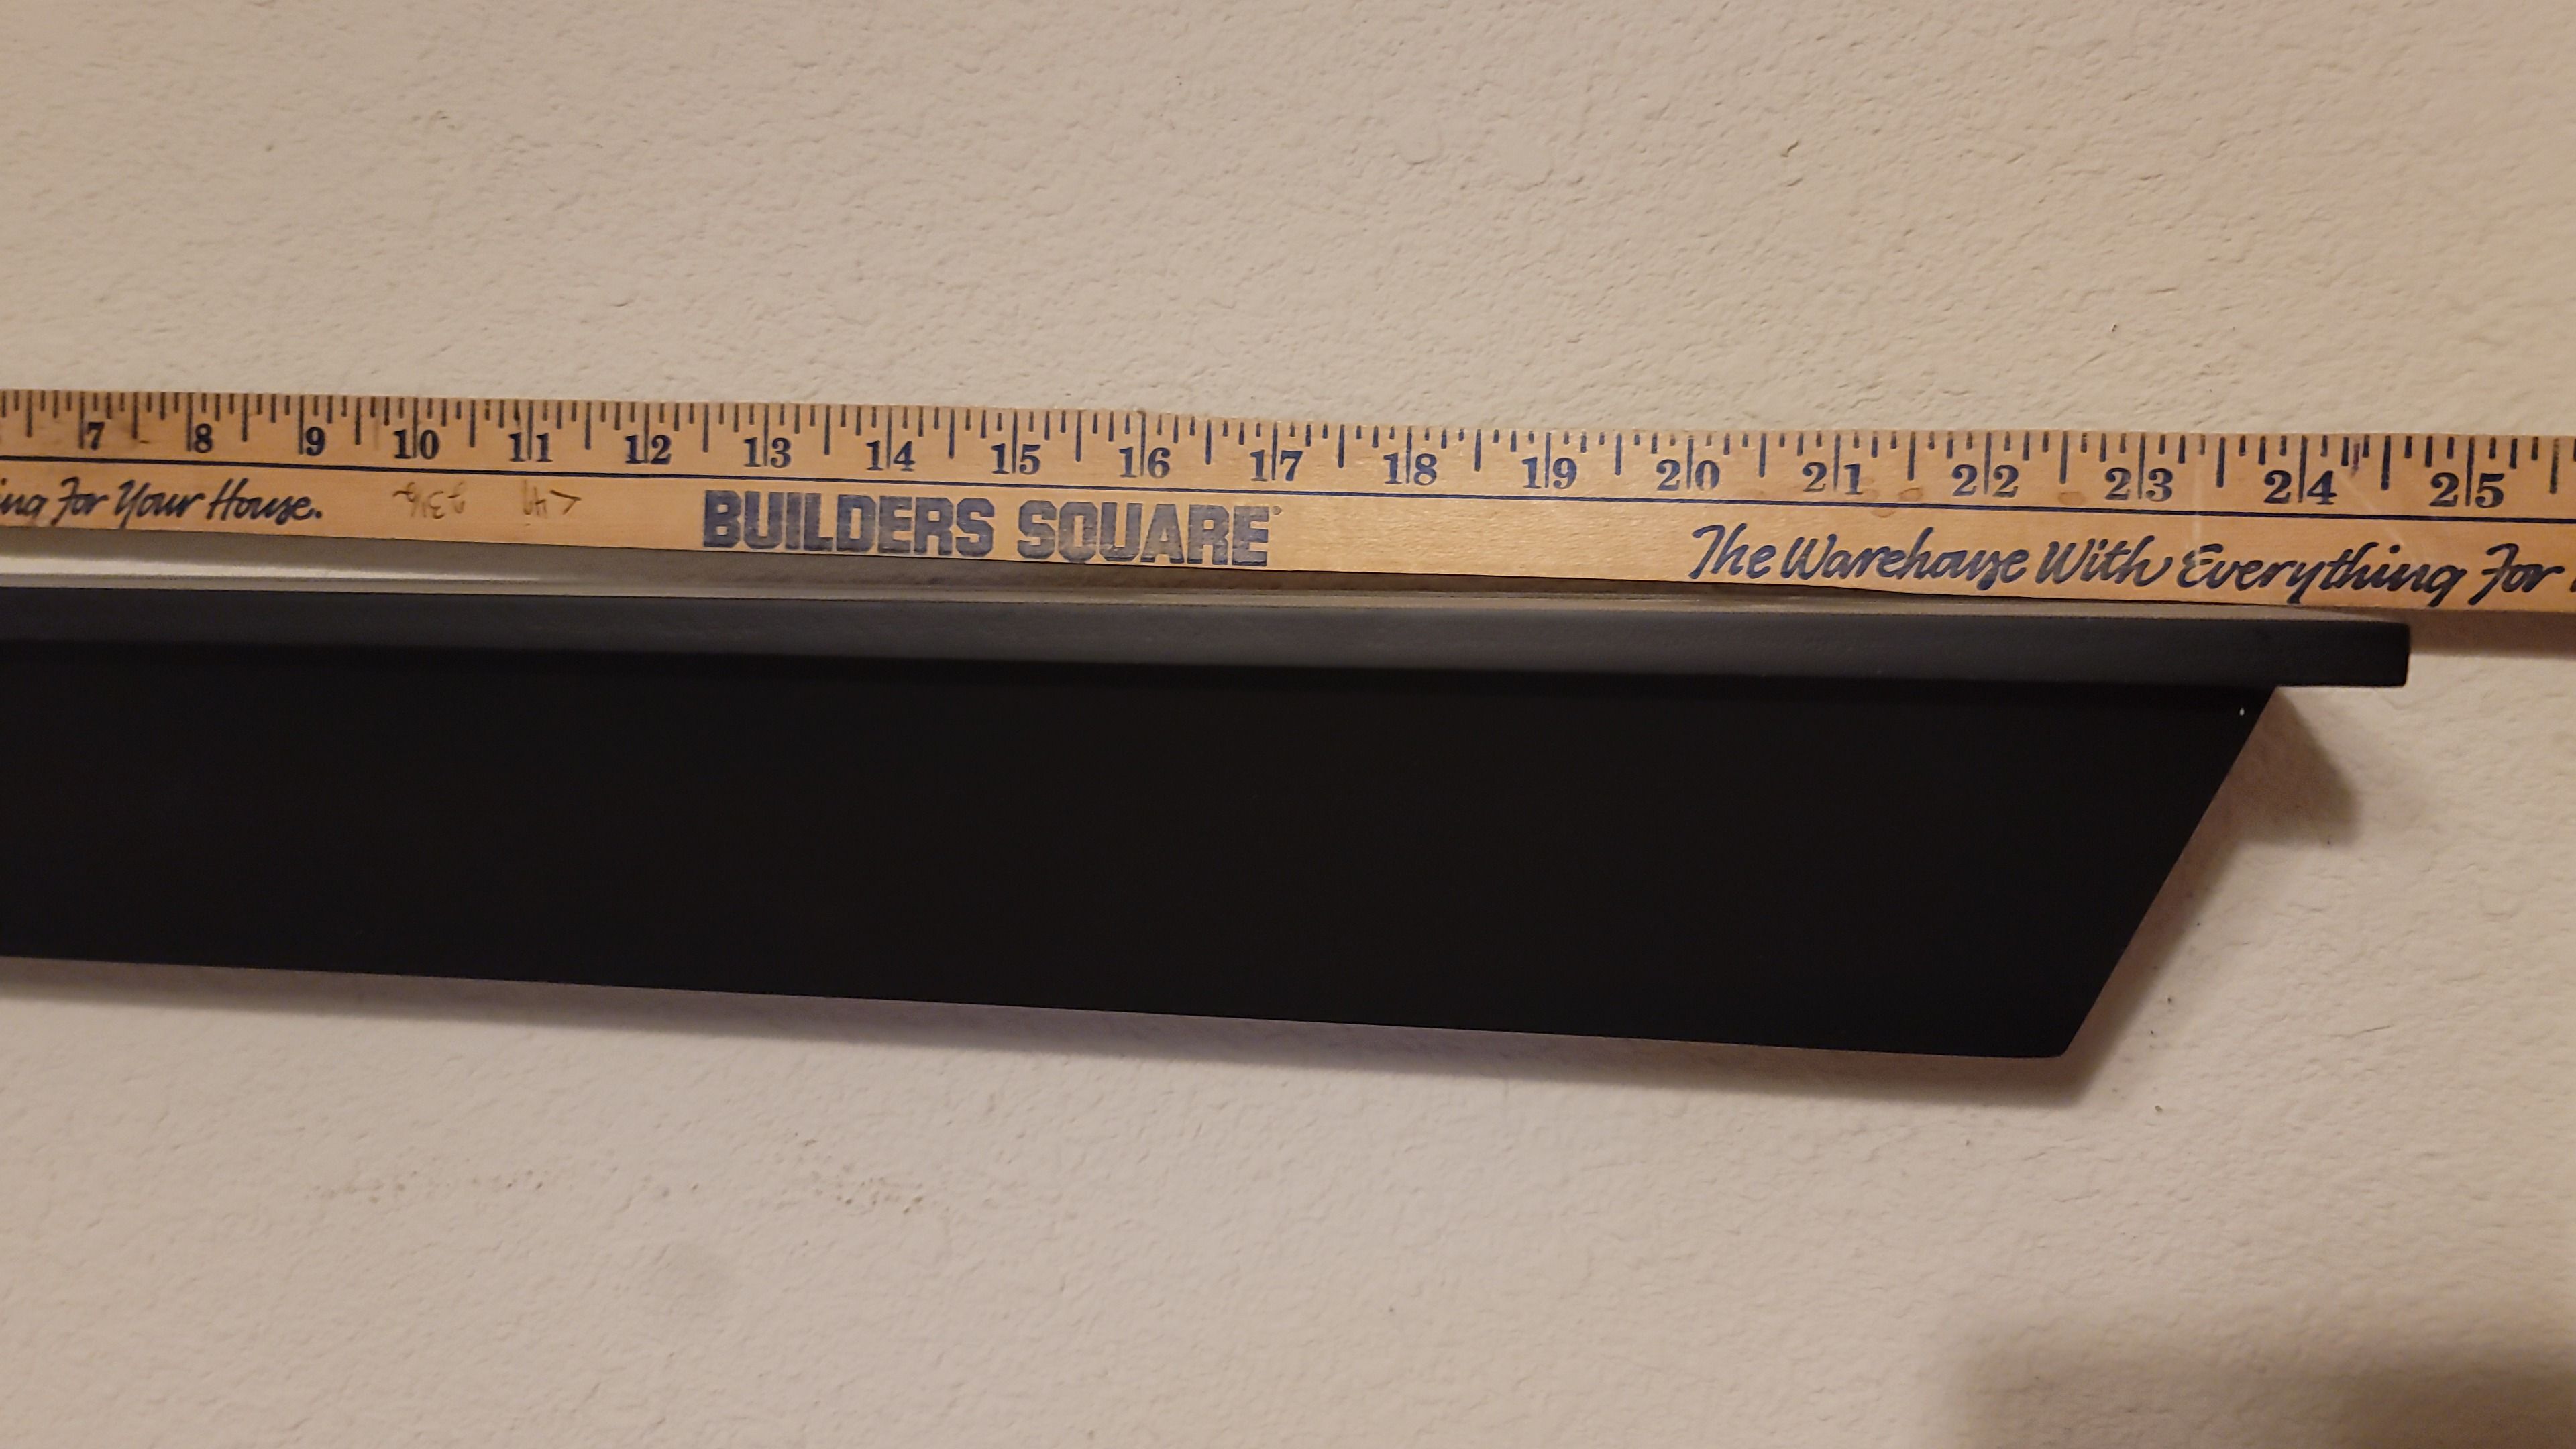 7 8 9 10 11 12 13 14 15 16 17 18 19 20 21 22 23 24 25
For Your House. BUILDERS SQUARE The Warehouse With Everything For